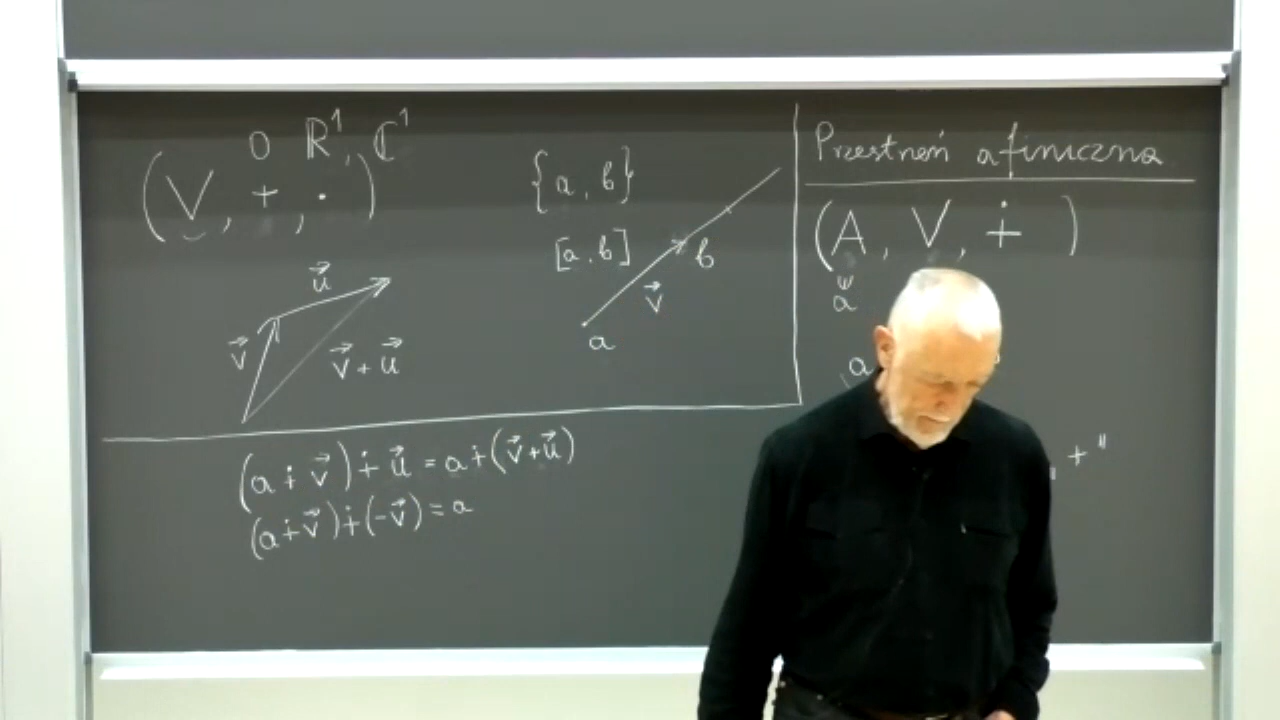 0 ℝ¹, ℂ¹
(V, +, ·)
u⃗
v⃗
v⃗ + u⃗
{a, b}
[a, b]
b
v⃗
a
(a ∔ v⃗) ∔ u⃗ = a ∔ (v⃗ + u⃗)
(a ∔ v⃗) ∔ (-v⃗) = a
Przestrzeń afiniczna
(A, V, ∔ )
a
a
"+"